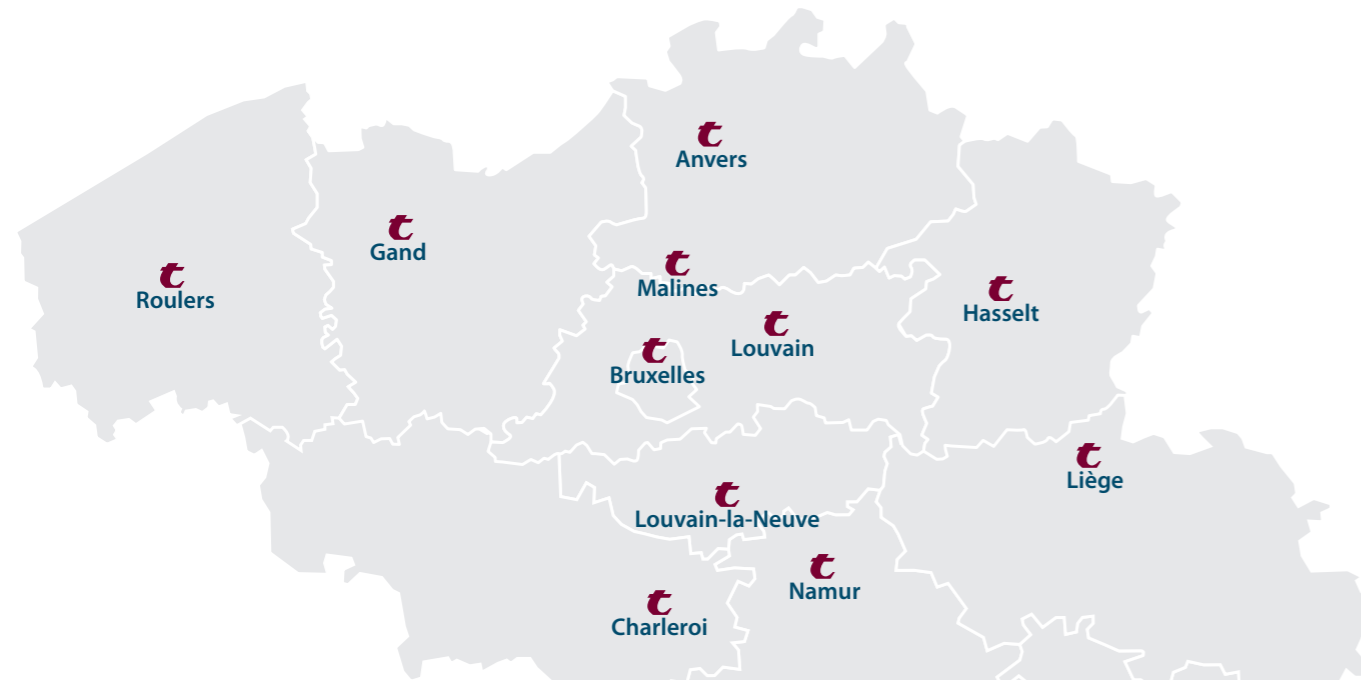 Anvers
Gand
Roulers
Malines
Hasselt
Louvain
Bruxelles
Liège
Louvain-la-Neuve
Namur
Charleroi